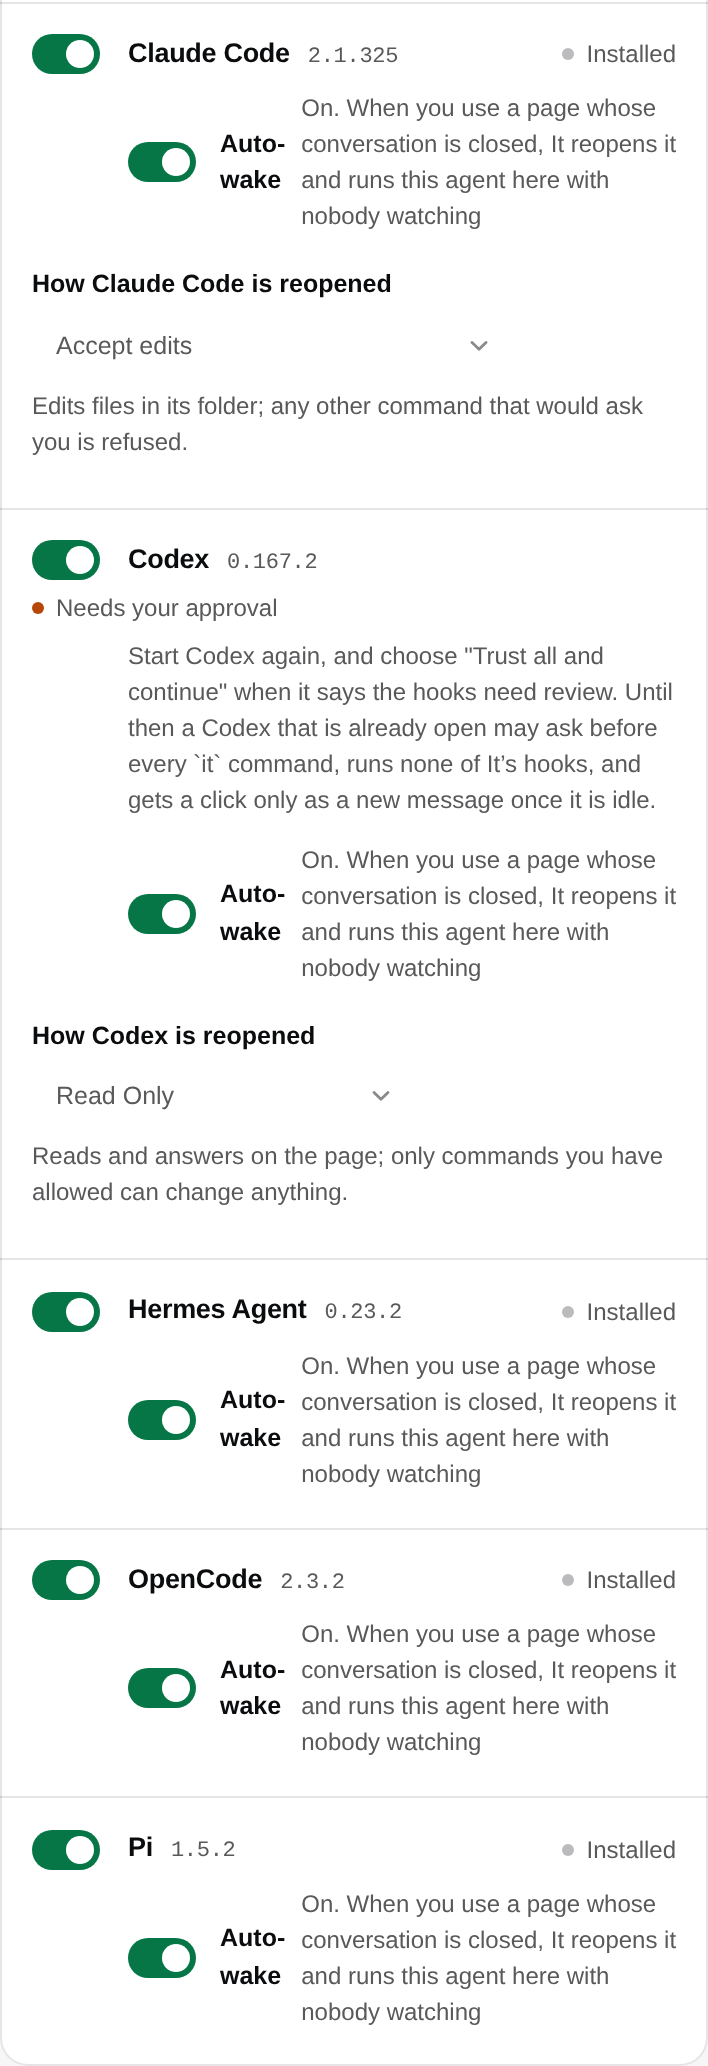 Claude Code 2.1.325 Installed
On. When you use a page whose
Auto- conversation is closed, It reopens it
wake and runs this agent here with
nobody watching
How Claude Code is reopened
Accept edits
Edits files in its folder; any other command that would ask
you is refused.
Codex 0.167.2
Needs your approval
Start Codex again, and choose "Trust all and
continue" when it says the hooks need review. Until
then a Codex that is already open may ask before
every `it` command, runs none of It’s hooks, and
gets a click only as a new message once it is idle.
On. When you use a page whose
Auto- conversation is closed, It reopens it
wake and runs this agent here with
nobody watching
How Codex is reopened
Read Only
Reads and answers on the page; only commands you have
allowed can change anything.
Hermes Agent 0.23.2 Installed
On. When you use a page whose
Auto- conversation is closed, It reopens it
wake and runs this agent here with
nobody watching
OpenCode 2.3.2 Installed
On. When you use a page whose
Auto- conversation is closed, It reopens it
wake and runs this agent here with
nobody watching
Pi 1.5.2 Installed
On. When you use a page whose
Auto- conversation is closed, It reopens it
wake and runs this agent here with
nobody watching